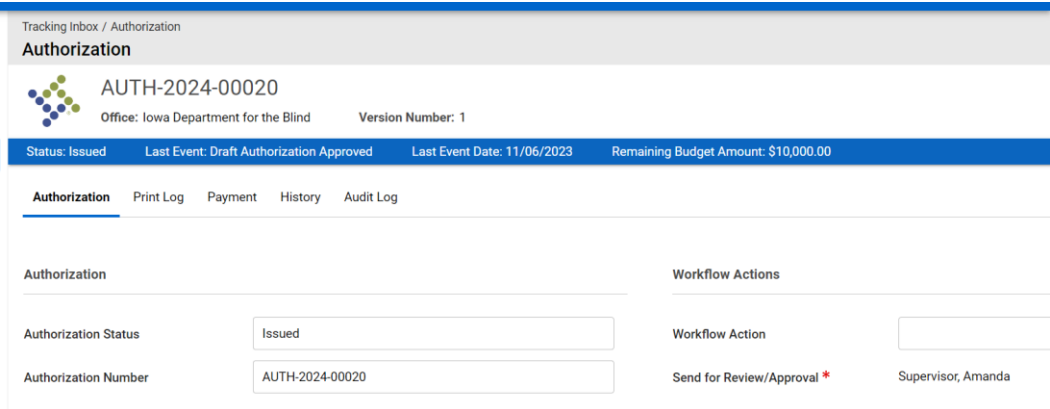 Tracking Inbox / Authorization
Authorization
AUTH-2024-00020
Office: Iowa Department for the Blind Version Number: 1
Status: Issued Last Event: Draft Authorization Approved Last Event Date: 11/06/2023 Remaining Budget Amount: $10,000.00
Authorization Print Log Payment History Audit Log
Authorization Workflow Actions
Authorization Status Issued Workflow Action
Authorization Number AUTH-2024-00020 Send for Review/Approval * Supervisor, Amanda